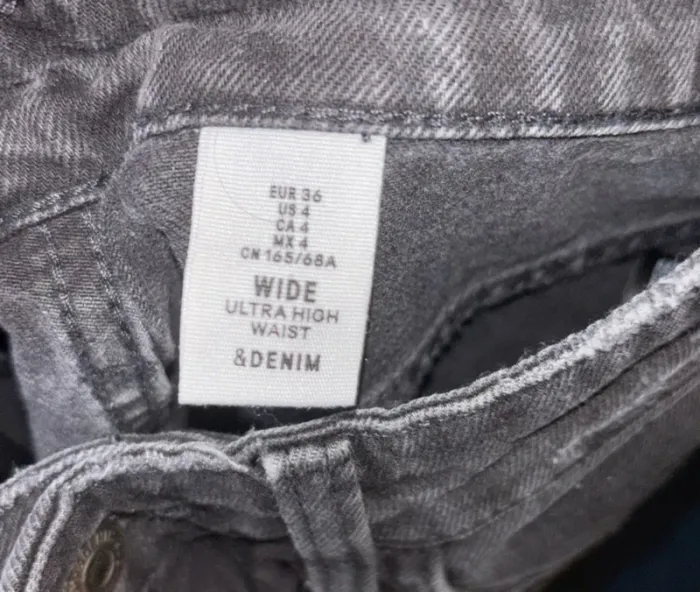 EUR 36
US 4
CA 4
MX 4
CN 165/68A
WIDE
ULTRA HIGH
WAIST
&DENIM